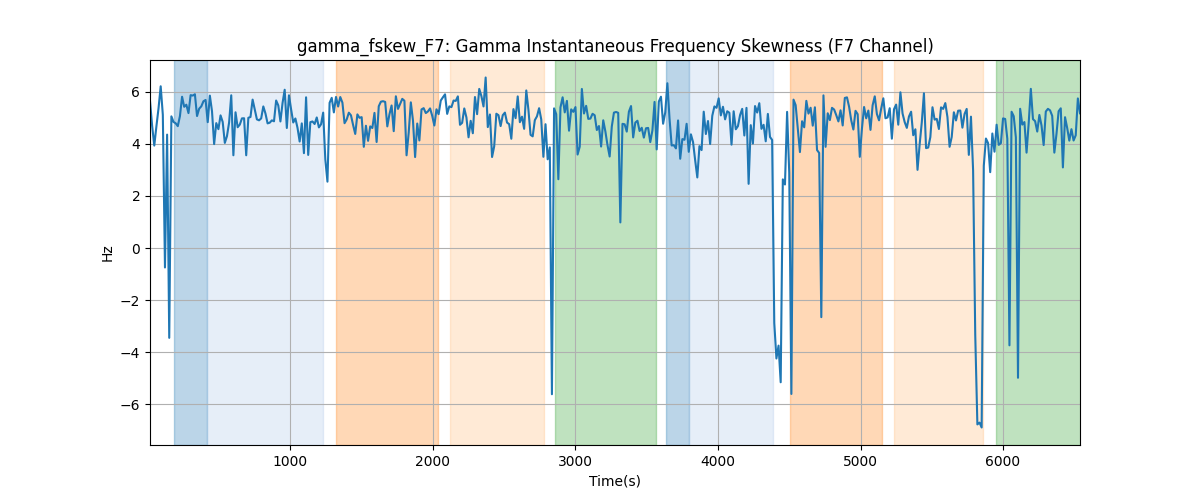 gamma_fskew_F7: Gamma Instantaneous Frequency Skewness (F7 Channel)
6
4
2
0
−2
−4
−6
Hz
1000 2000 3000 4000 5000 6000
Time(s)